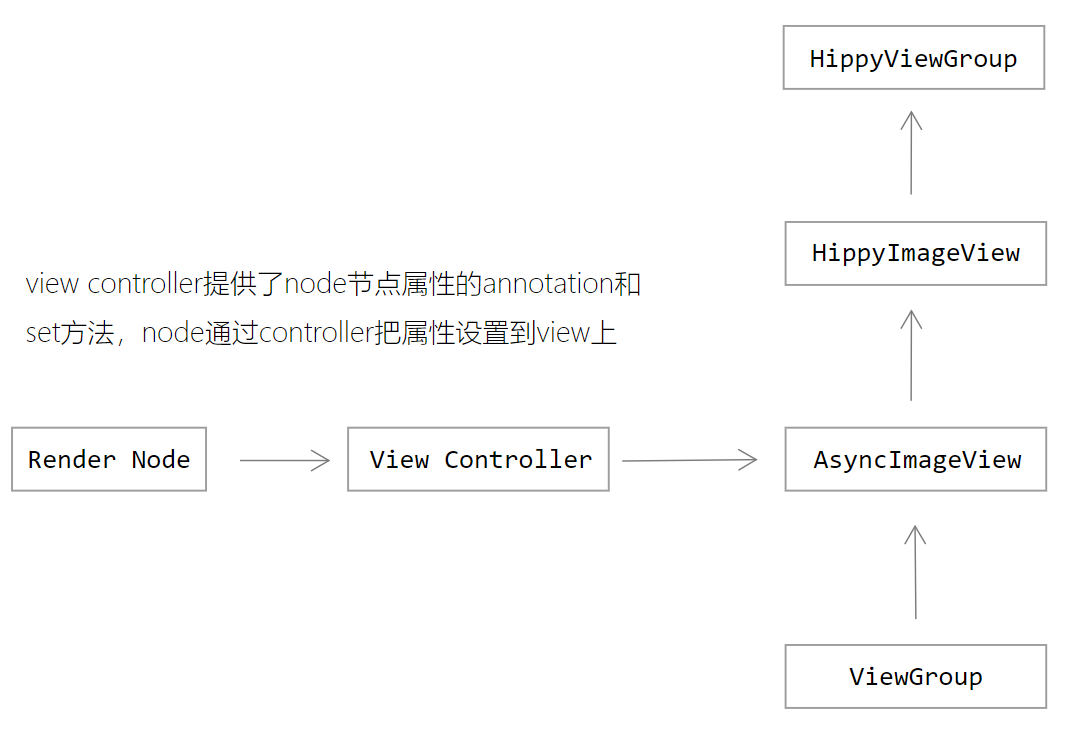 HippyViewGroup
HippyImageView
view controller提供了node节点属性的annotation和
set方法，node通过controller把属性设置到view上
Render Node
View Controller
AsyncImageView
ViewGroup